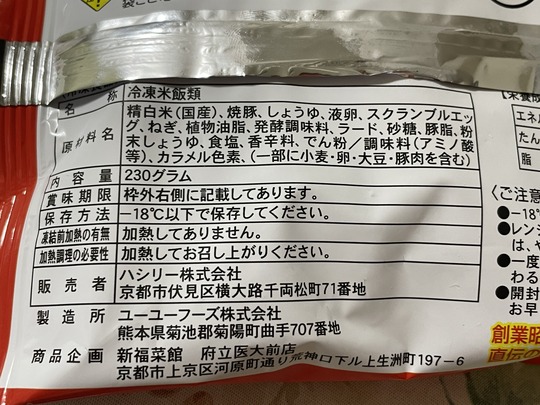 袋ごと
名 称 冷凍米飯類
原材料名 精白米(国産)、焼豚、しょうゆ、液卵、スクランブルエッ
グ、ねぎ、植物油脂、発酵調味料、ラード、砂糖、豚脂、粉
末しょうゆ、食塩、香辛料、でん粉／調味料(アミノ酸
等)、カラメル色素、(一部に小麦・卵・大豆・豚肉を含む)
内 容 量 230グラム
賞味期限 枠外右側に記載してあります。
保存方法 −18℃以下で保存してください。
凍結前加熱の有無 加熱してありません。
加熱調理の必要性 加熱してお召し上がりください。
販 売 者 ハシリー株式会社
京都市伏見区横大路千両松町71番地
製 造 所 ユーユーフーズ株式会社
熊本県菊池郡菊陽町曲手707番地
商品企画 新福菜館 府立医大前店
京都市上京区河原町通り荒神口下ル上生洲町197-6
エネル
たん
脂
〈ご注意
●−18℃
●レン
は、や
●一度
わる
●開封
お早
創業昭
直伝の